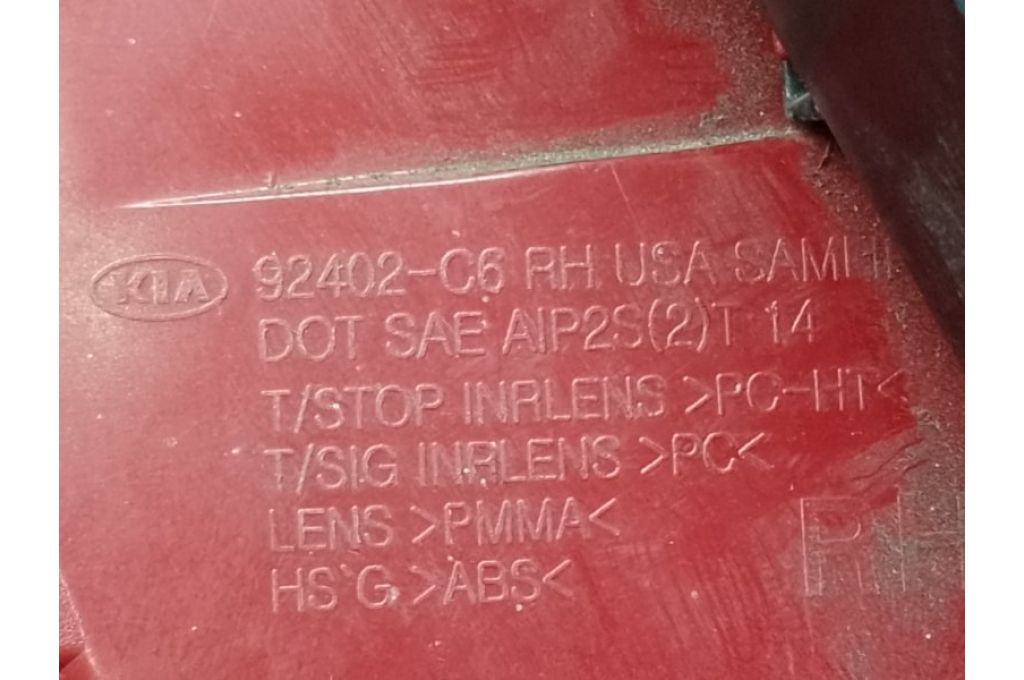 KIA 92402-C6 RH USA
DOT SAE AIP2S(2)T 14
T/STOP INRLENS >PC-HT<
T/SIG INRLENS >PC<
LENS >PMMA<
HS'G >ABS<
RH